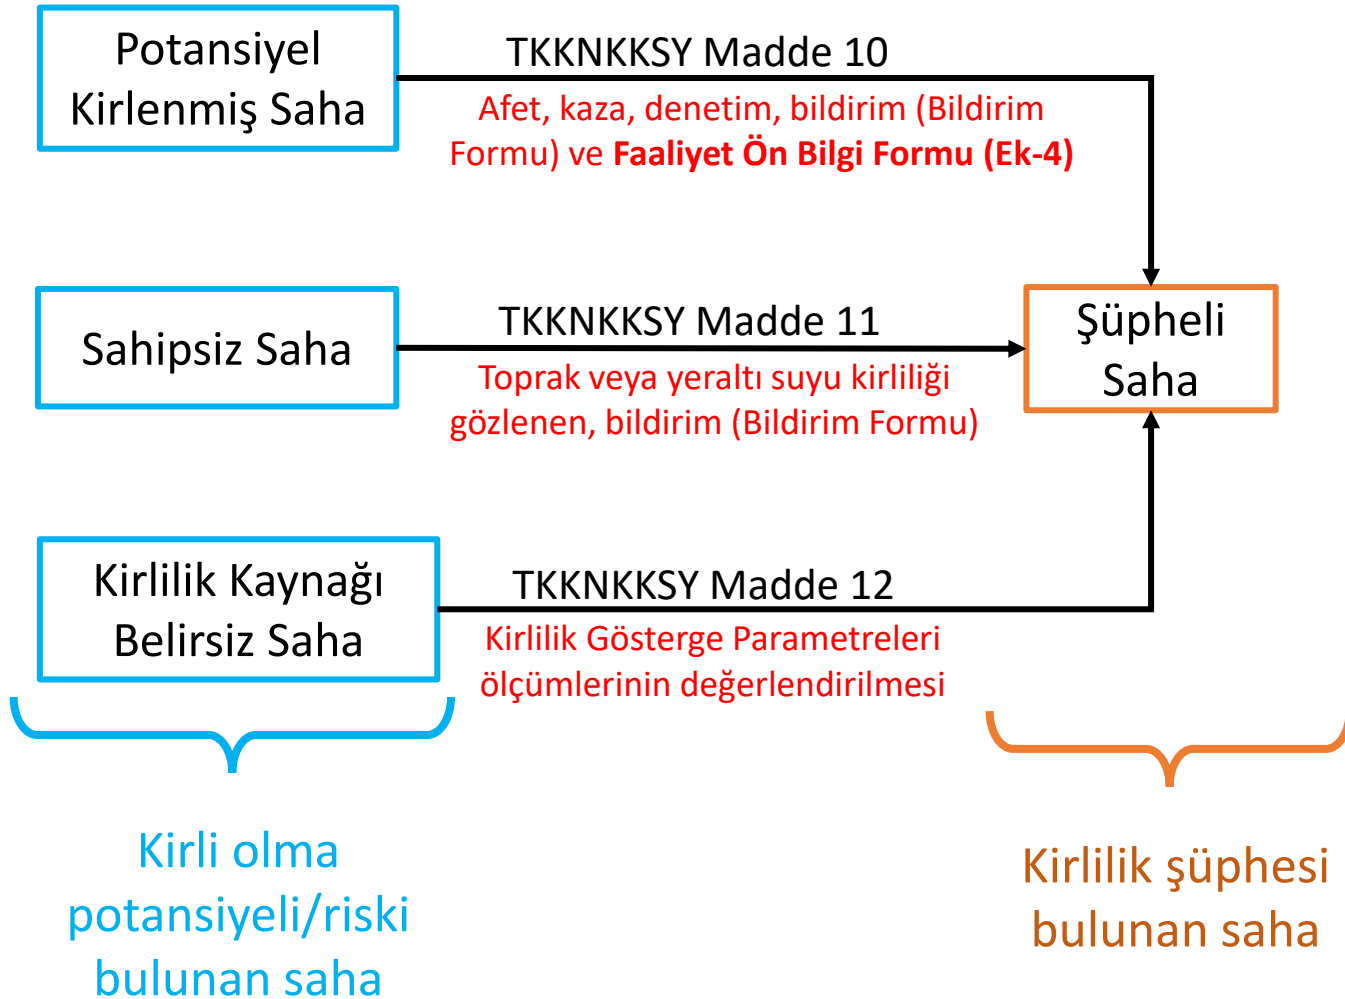 Potansiyel
Kirlenmiş Saha
TKKNKKSY Madde 10
Afet, kaza, denetim, bildirim (Bildirim
Formu) ve Faaliyet Ön Bilgi Formu (Ek-4)
Sahipsiz Saha
TKKNKKSY Madde 11
Toprak veya yeraltı suyu kirliliği
gözlenen, bildirim (Bildirim Formu)
Şüpheli
Saha
Kirlilik Kaynağı
Belirsiz Saha
TKKNKKSY Madde 12
Kirlilik Gösterge Parametreleri
ölçümlerinin değerlendirilmesi
Kirli olma
potansiyeli/riski
bulunan saha
Kirlilik şüphesi
bulunan saha